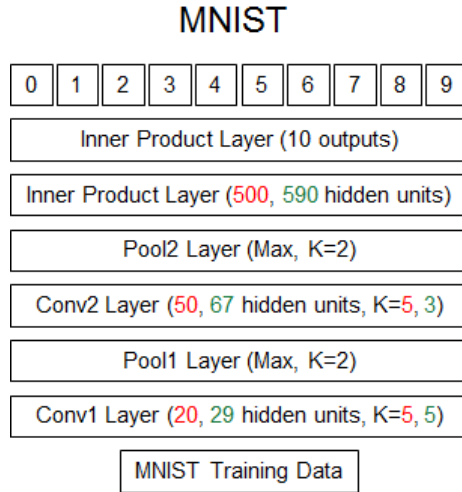 MNIST
0 1 2 3 4 5 6 7 8 9
Inner Product Layer (10 outputs)
Inner Product Layer (500, 590 hidden units)
Pool2 Layer (Max, K=2)
Conv2 Layer (50, 67 hidden units, K=5, 3)
Pool1 Layer (Max, K=2)
Conv1 Layer (20, 29 hidden units, K=5, 5)
MNIST Training Data